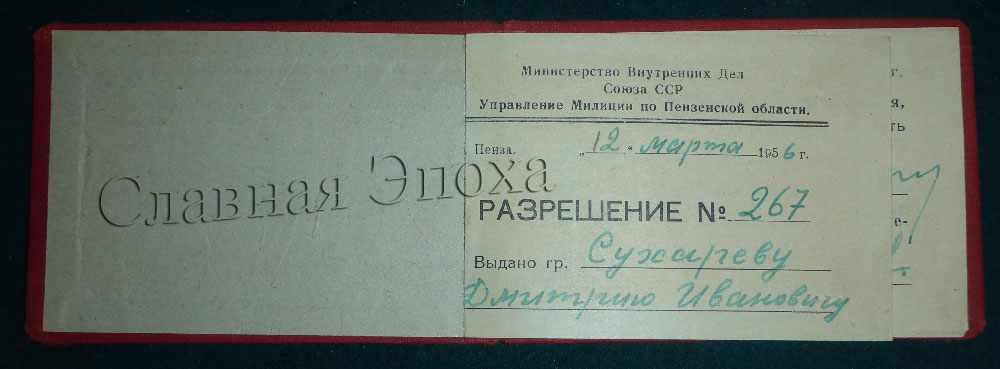 Славная Эпоха
Министерство Внутренних Дел
Союза ССР
Управление Милиции по Пензенской области.
Пенза. „12 " марта 1956 г.
РАЗРЕШЕНИЕ № 267
Выдано гр. Сухареву
Дмитрию Ивановичу
г.
я,
ть
е-